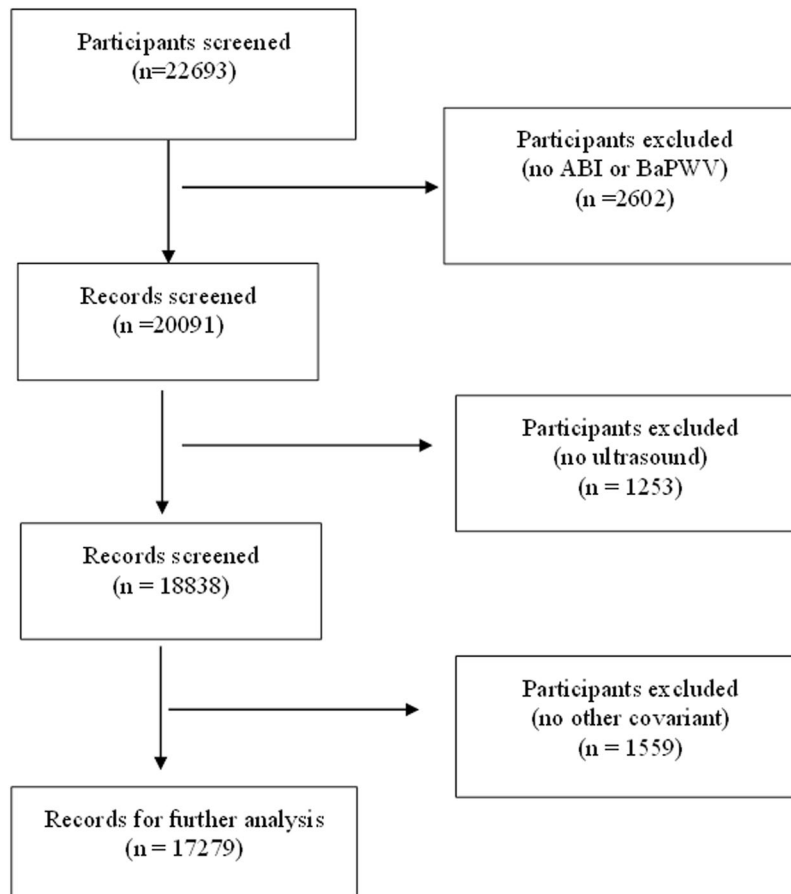 Participants screened
(n=22693)
Participants excluded
(no ABI or BaPWV)
(n =2602)
Records screened
(n =20091)
Participants excluded
(no ultrasound)
(n = 1253)
Records screened
(n = 18838)
Participants excluded
(no other covariant)
(n = 1559)
Records for further analysis
(n = 17279)